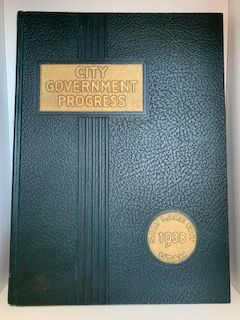 CITY
GOVERNMENT
PROGRESS
SALT LAKE CITY
1938
UTAH